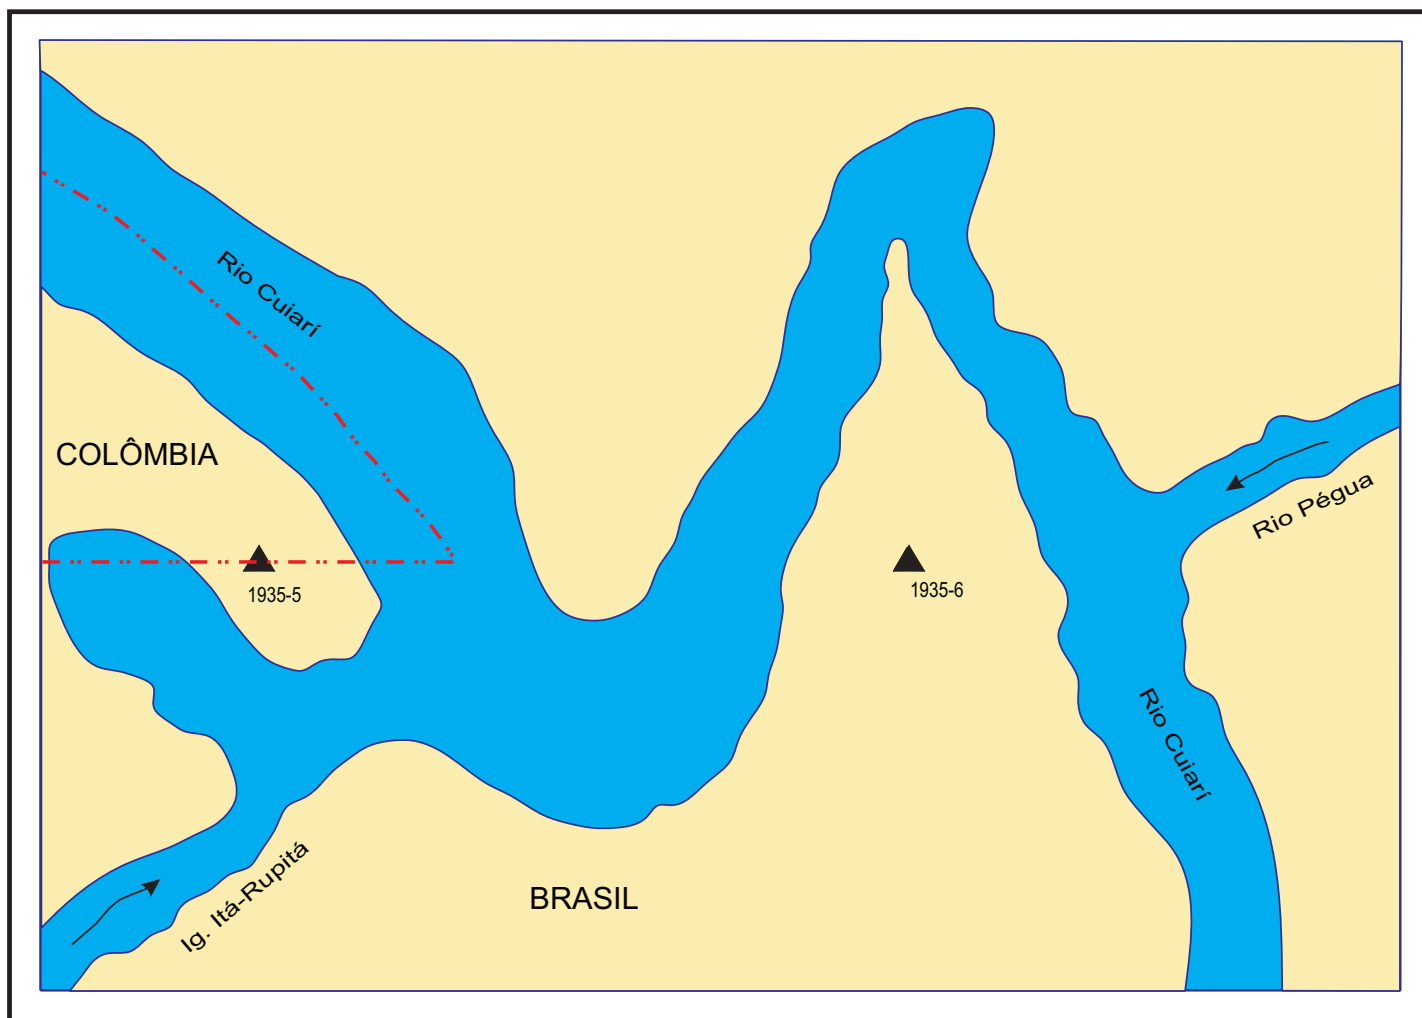 Rio Cuiarí
COLÔMBIA
Rio Pégua
1935-5
1935-6
Rio Cuiarí
Ig. Itá-Rupitá
BRASIL